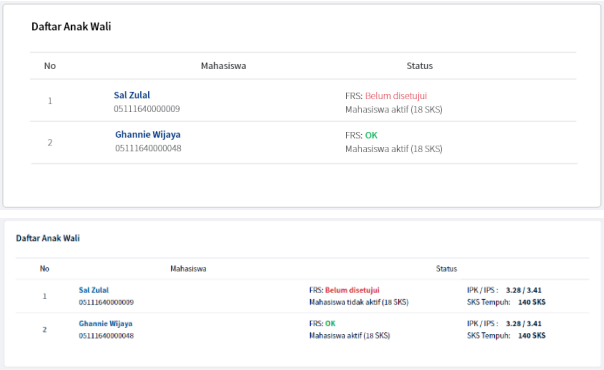 Daftar Anak Wali
No Mahasiswa Status
1 Sal Zulal FRS: Belum disetujui
05111640000009 Mahasiswa aktif (18 SKS)
2 Ghannie Wijaya FRS: OK
05111640000048 Mahasiswa aktif (18 SKS)
Daftar Anak Wali
No Mahasiswa Status
1 Sal Zulal FRS: Belum disetujui IPK / IPS : 3.28 / 3.41
05111640000009 Mahasiswa tidak aktif (18 SKS) SKS Tempuh: 140 SKS
2 Ghannie Wijaya FRS: OK IPK / IPS : 3.28 / 3.41
05111640000048 Mahasiswa aktif (18 SKS) SKS Tempuh: 140 SKS